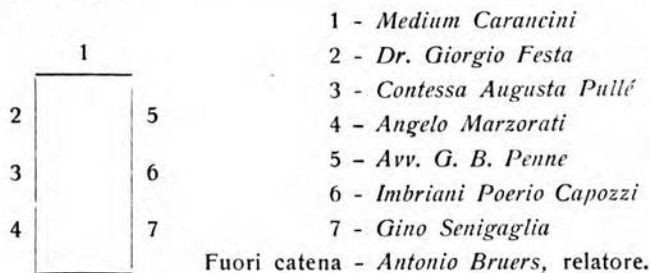 1
2
3
4
5
6
7
1 - Medium Carancini
2 - Dr. Giorgio Festa
3 - Contessa Augusta Pullé
4 - Angelo Marzorati
5 - Avv. G. B. Penne
6 - Imbriani Poerio Capozzi
7 - Gino Senigaglia
Fuori catena - Antonio Bruers, relatore.